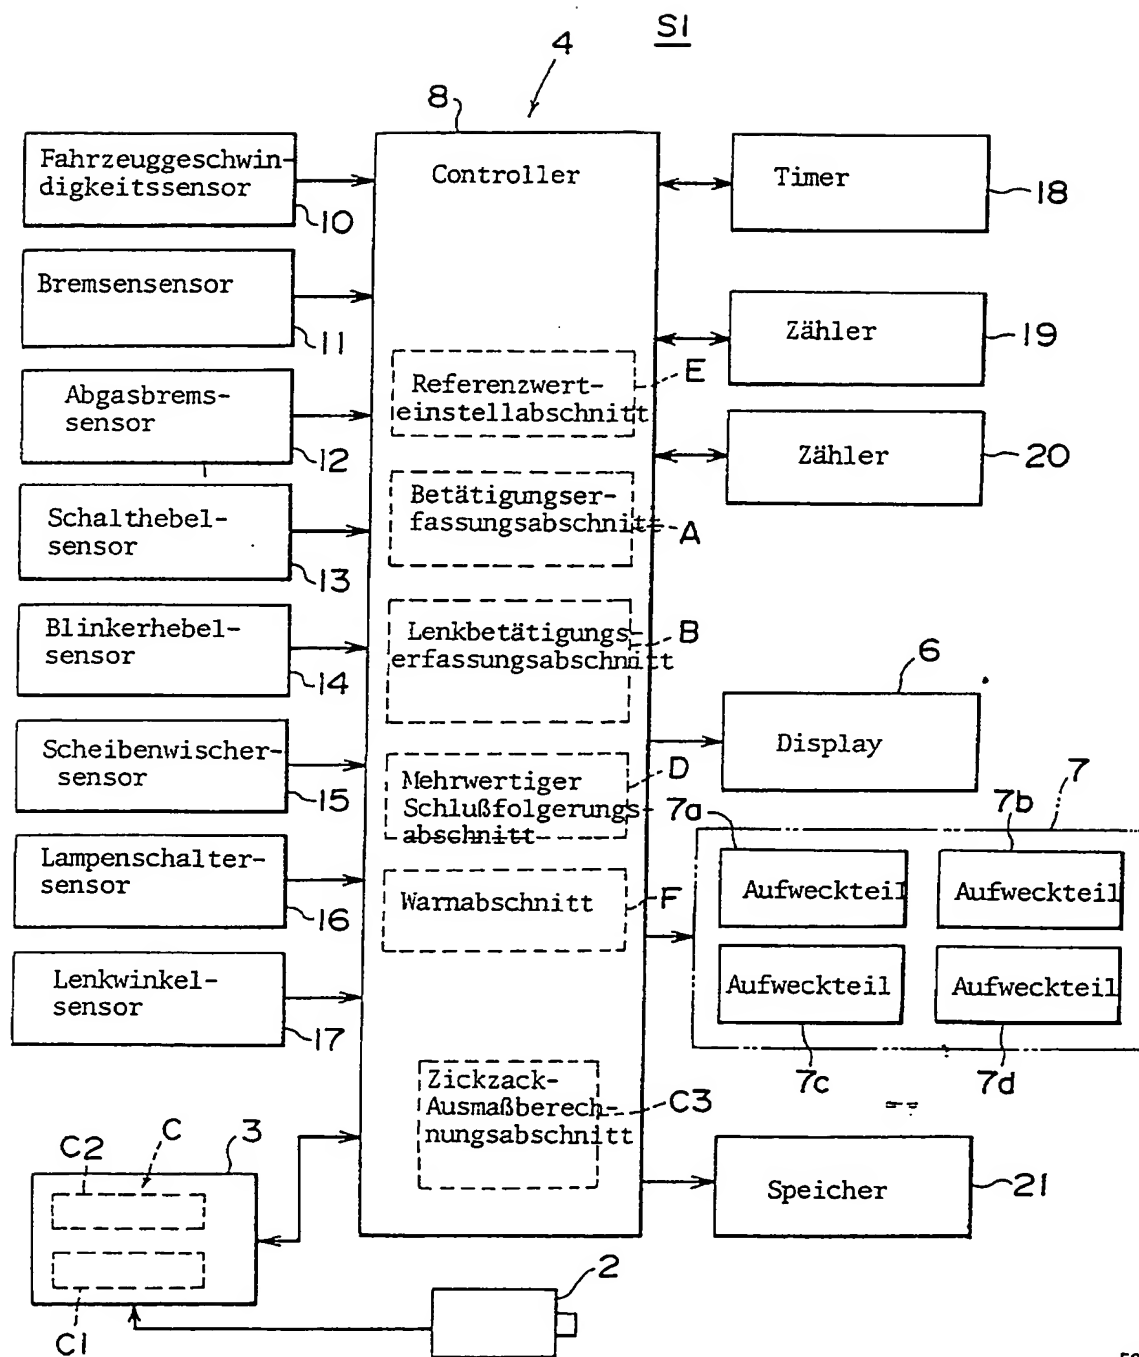 S1
4
8
Fahrzeuggeschwin-
digkeitssensor
10
Bremsensensor
11
Abgasbrems-
sensor
12
Schalthebel-
sensor
13
Blinkerhebel-
sensor
14
Scheibenwischer-
sensor
15
Lampenschalter-
sensor
16
Lenkwinkel-
sensor
17
Controller
Referenzwert-
einstellabschnitt
E
Betätigungser-
fassungsabschnitt
A
Lenkbetätigungs-
erfassungsabschnitt
B
Mehrwertiger
Schlußfolgerungs-
abschnitt
D
Warnabschnitt
F
Zickzack-
Ausmaßberech-
nungsabschnitt
C3
Timer
18
Zähler
19
Zähler
20
Display
6
7
7a
7b
Aufweckteil
Aufweckteil
Aufweckteil
Aufweckteil
7c
7d
Speicher
21
C2
C
3
C1
2